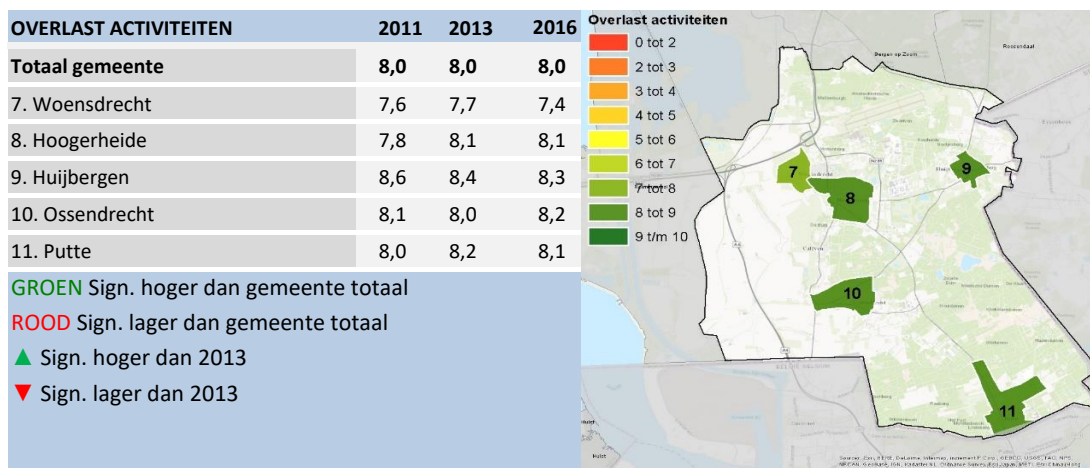 OVERLAST ACTIVITEITEN 2011 2013 2016
Totaal gemeente 8,0 8,0 8,0
7. Woensdrecht 7,6 7,7 7,4
8. Hoogerheide 7,8 8,1 8,1
9. Huijbergen 8,6 8,4 8,3
10. Ossendrecht 8,1 8,0 8,2
11. Putte 8,0 8,2 8,1
GROEN Sign. hoger dan gemeente totaal
ROOD Sign. lager dan gemeente totaal
▲ Sign. hoger dan 2013
▼ Sign. lager dan 2013
Overlast activiteiten
0 tot 2
2 tot 3
3 tot 4
4 tot 5
5 tot 6
6 tot 7
7 tot 8
8 tot 9
9 t/m 10
Bergen op Zoom
Roosendaal
7
8
9
10
11
Hulst
Hulst